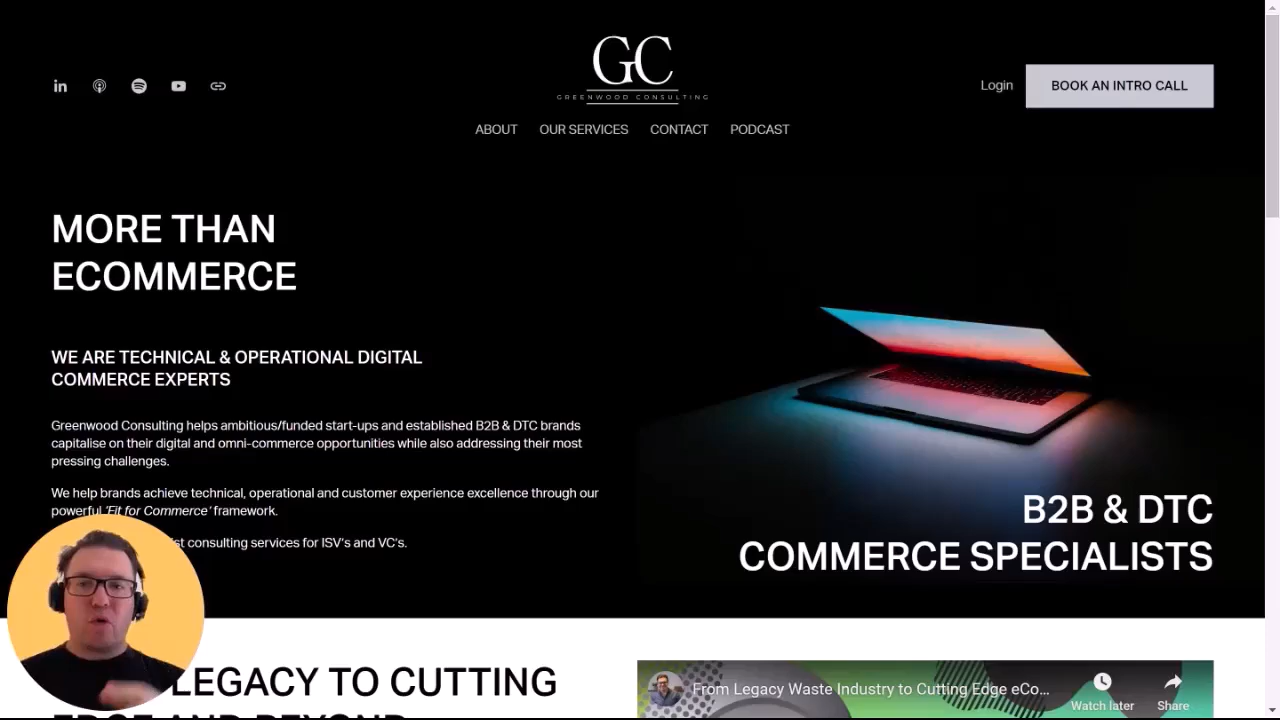 GC
GREENWOOD CONSULTING
Login
BOOK AN INTRO CALL
ABOUT
OUR SERVICES
CONTACT
PODCAST
MORE THAN
ECOMMERCE
WE ARE TECHNICAL & OPERATIONAL DIGITAL
COMMERCE EXPERTS
Greenwood Consulting helps ambitious/funded start-ups and established B2B & DTC brands
capitalise on their digital and omni-commerce opportunities while also addressing their most
pressing challenges.
We help brands achieve technical, operational and customer experience excellence through our
powerful 'Fit for Commerce' framework.
consulting services for ISV's and VC's.
B2B & DTC
COMMERCE SPECIALISTS
LEGACY TO CUTTING
EDGE AND BEYOND
From Legacy Waste Industry to Cutting Edge eCo...
Watch later
Share